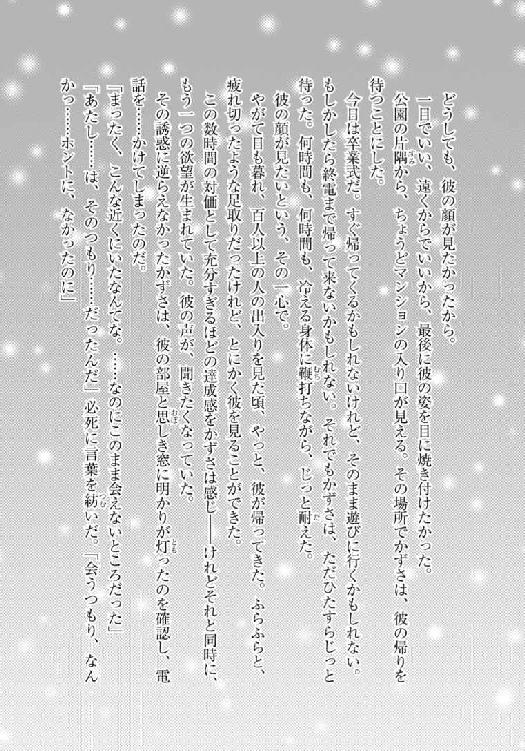 どうしても、彼の顔が見たかったから。
一目でいい、遠くからでいいから、最後に彼の姿を目に焼き付けたかった。
公園の片隅から、ちょうどマンションの入り口が見える。その場所でかずさは、彼の帰りを
待つことにした。
今日は卒業式だ。すぐ帰ってくるかもしれないけれど、そのまま遊びに行くかもしれない。
もしかしたら終電まで帰って来ないかもしれない。それでもかずさは、ただひたすらじっと
待った。何時間も、何時間も、冷える身体に鞭打ちながら、じっと耐えた。
彼の顔が見たいという、その一心で。
やがて日も暮れ、百人以上の人の出入りを見た頃、やっと、彼が帰ってきた。ふらふらと、
疲れ切ったような足取りだったけれど、とにかく彼を見ることができた。
この数時間の対価として充分すぎるほどの達成感をかずさは感じ――けれどそれと同時に、
もう一つの欲望が生まれていた。彼の声が、聞きたくなっていた。
その誘惑に逆らえなかったかずさは、彼の部屋と思しき窓に明かりが灯ったのを確認し、電
話を……かけてしまったのだ。
「まったく、こんな近くにいたなんてな。……なのにこのまま会えないところだった」
「あたし……は、そのつもり……だったんだ」必死に言葉を紡いだ。「会うつもり、なん
かっ……ホントに、なかったのに」